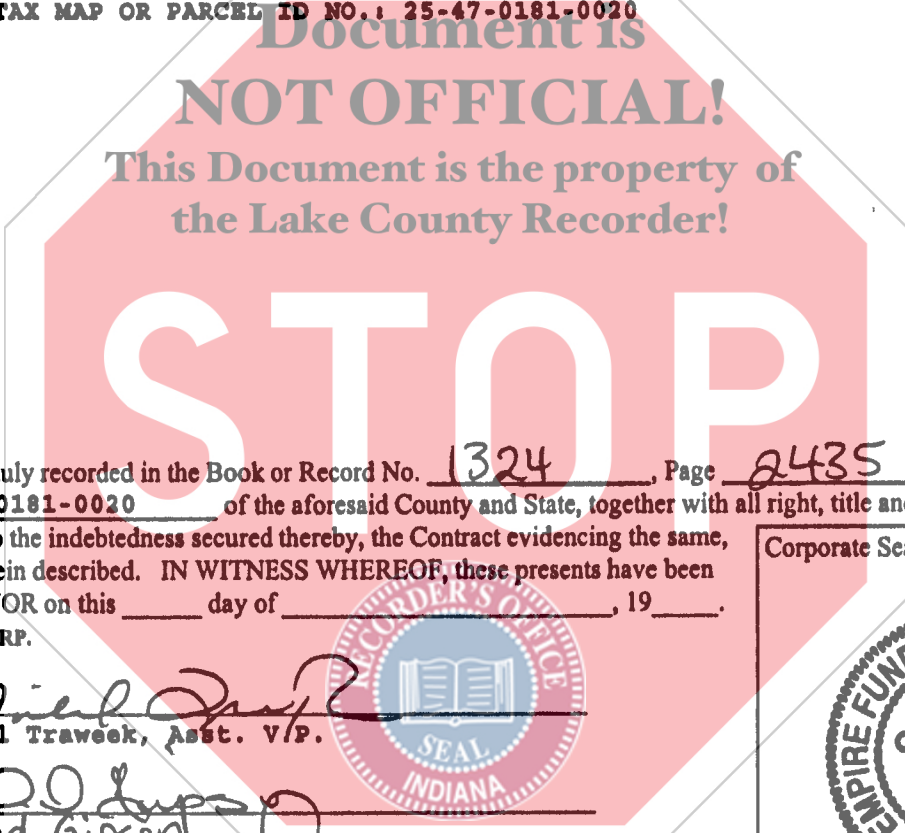 TAX MAP OR PARCEL ID NO.: 25-47-0181-0020
Document is
NOT OFFICIAL!
This Document is the property of
the Lake County Recorder!
STOP
uly recorded in the Book or Record No. 1324, Page 2435
0181-0020 of the aforesaid County and State, together with all right, title and
the indebtedness secured thereby, the Contract evidencing the same,
Corporate Sea
ein described. IN WITNESS WHEREOF, these presents have been
OR on this ______ day of ______________________, 19_____.
RP.
RECORDER'S OFFICE
SEAL
INDIANA
Traweek, Asst. V.P.
EMPIRE FUN